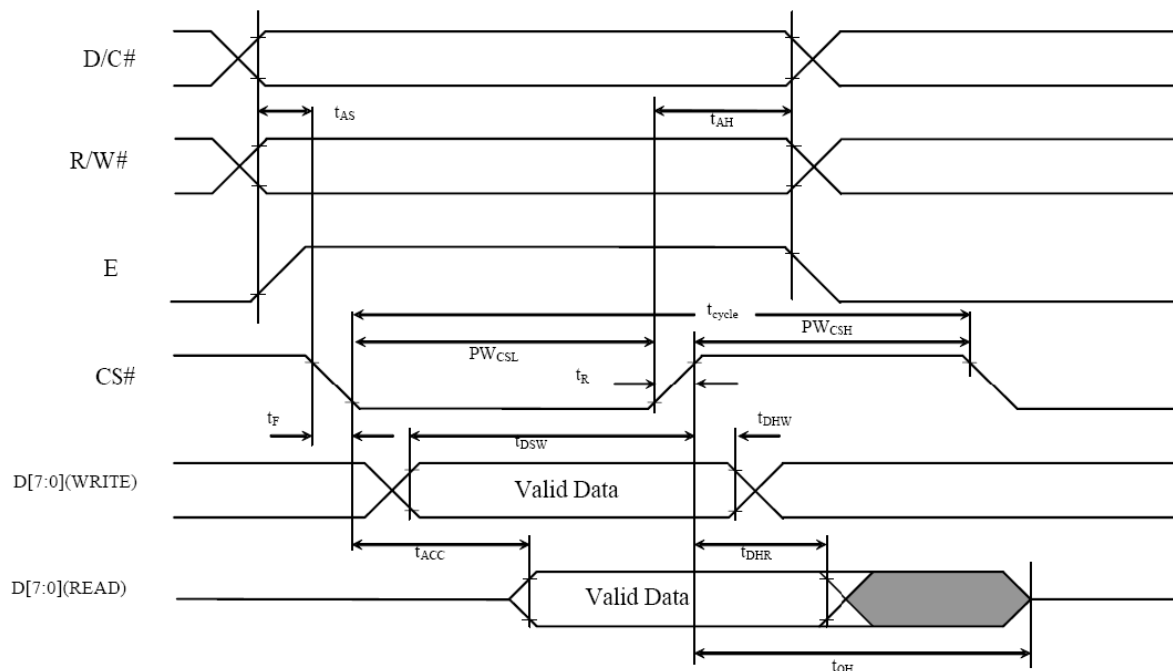 D/C#
tAS
tAH
R/W#
E
tcycle
PWCSL
PWCSH
CS#
tR
tF
tDSW
tDHW
D[7:0](WRITE)
Valid Data
tACC
tDHR
D[7:0](READ)
Valid Data
tOH